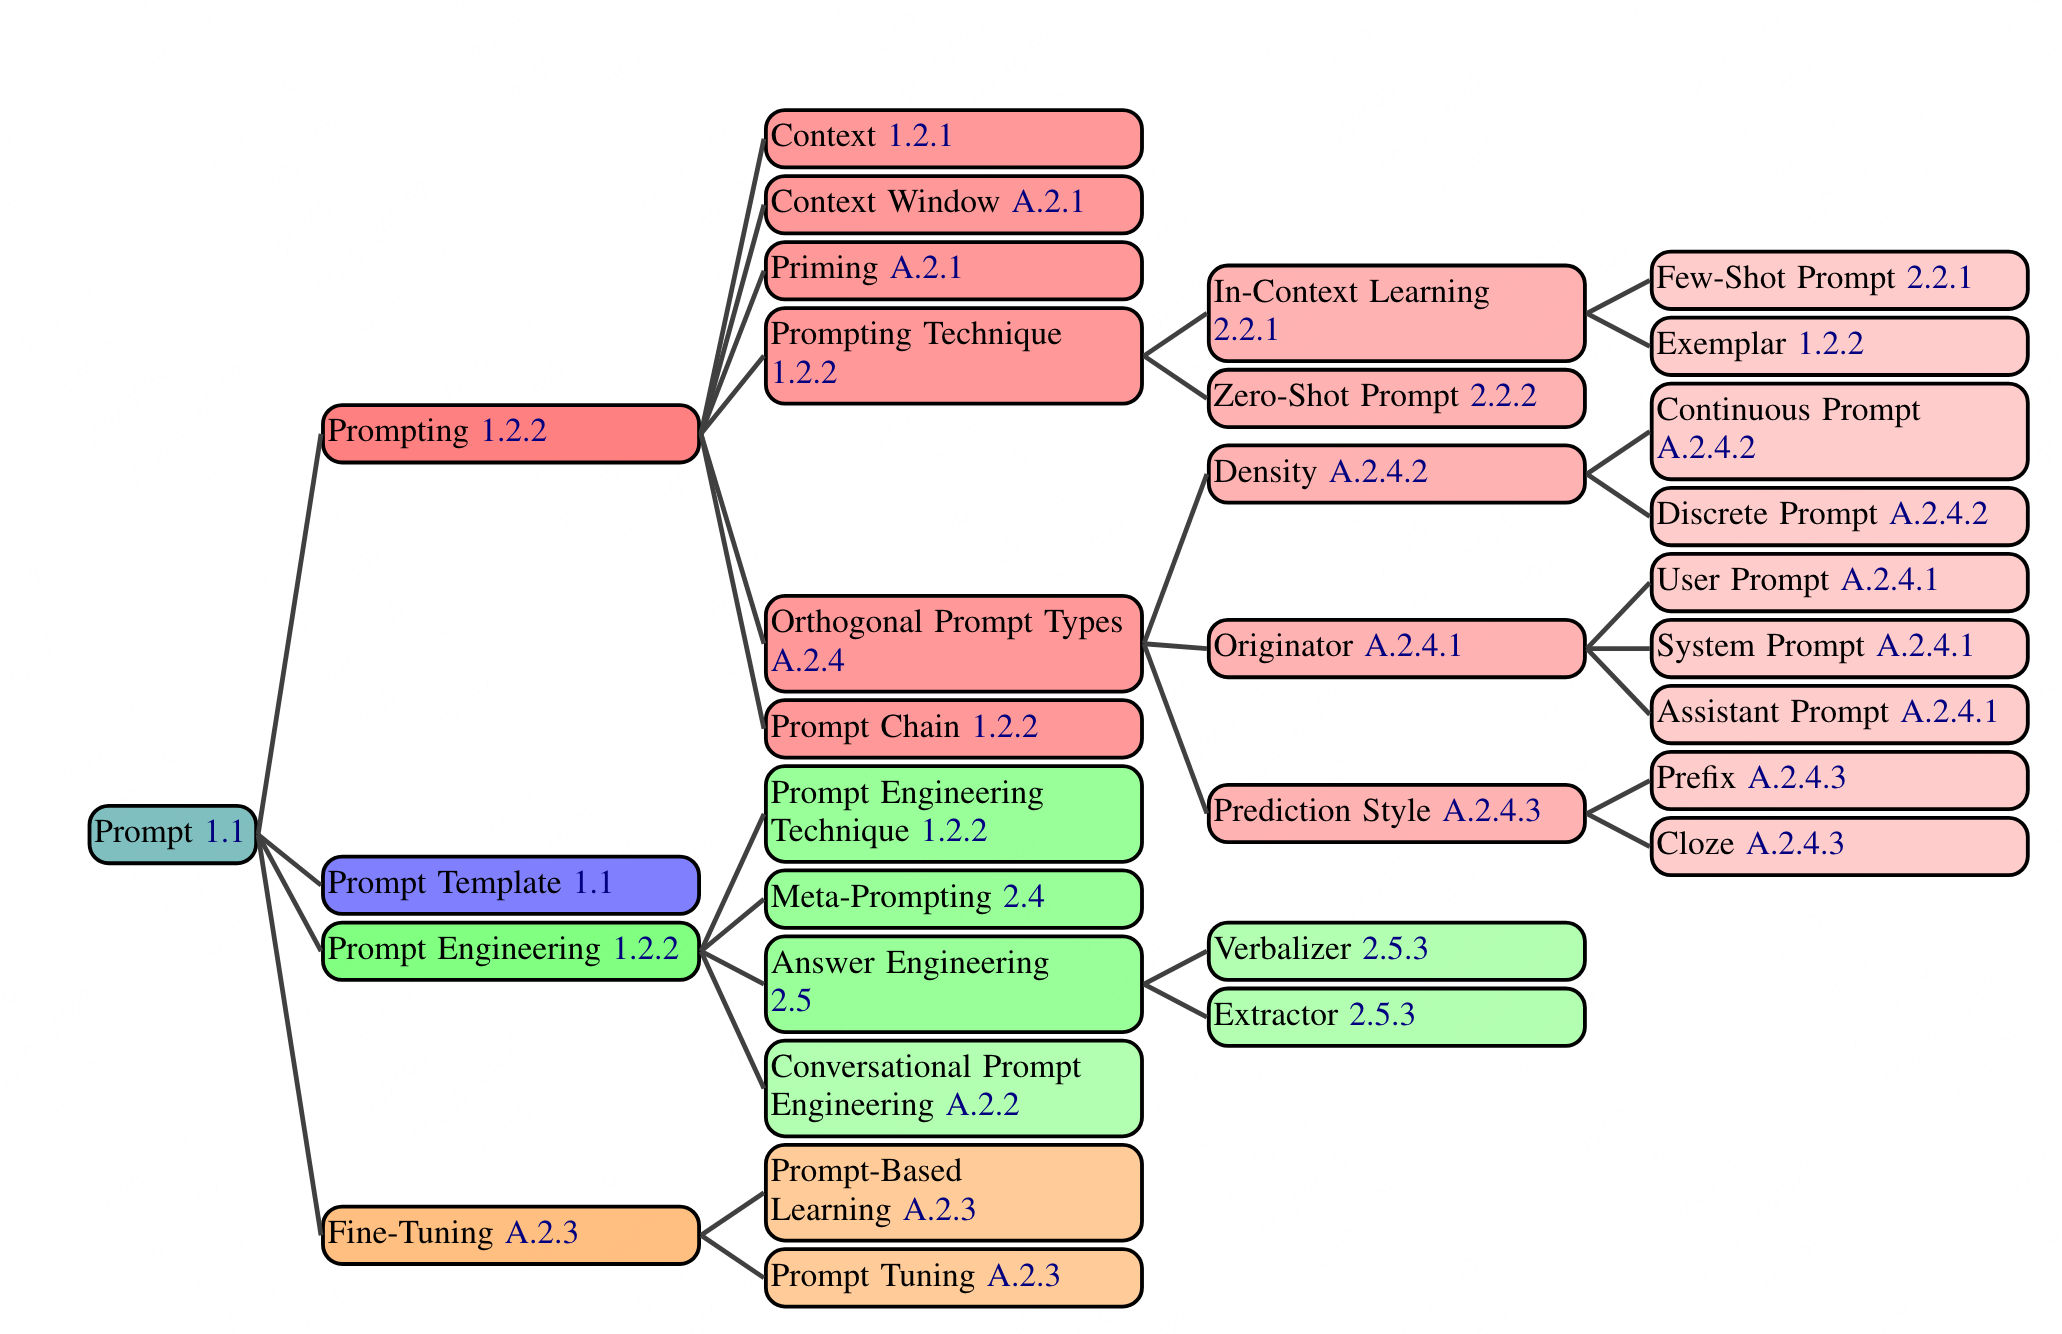 Prompt 1.1
Prompting 1.2.2
Context 1.2.1
Context Window A.2.1
Priming A.2.1
Prompting Technique
1.2.2
In-Context Learning
2.2.1
Few-Shot Prompt 2.2.1
Exemplar 1.2.2
Zero-Shot Prompt 2.2.2
Orthogonal Prompt Types
A.2.4
Density A.2.4.2
Continuous Prompt
A.2.4.2
Discrete Prompt A.2.4.2
Originator A.2.4.1
User Prompt A.2.4.1
System Prompt A.2.4.1
Assistant Prompt A.2.4.1
Prediction Style A.2.4.3
Prefix A.2.4.3
Cloze A.2.4.3
Prompt Chain 1.2.2
Prompt Template 1.1
Prompt Engineering 1.2.2
Prompt Engineering
Technique 1.2.2
Meta-Prompting 2.4
Answer Engineering
2.5
Verbalizer 2.5.3
Extractor 2.5.3
Conversational Prompt
Engineering A.2.2
Fine-Tuning A.2.3
Prompt-Based
Learning A.2.3
Prompt Tuning A.2.3